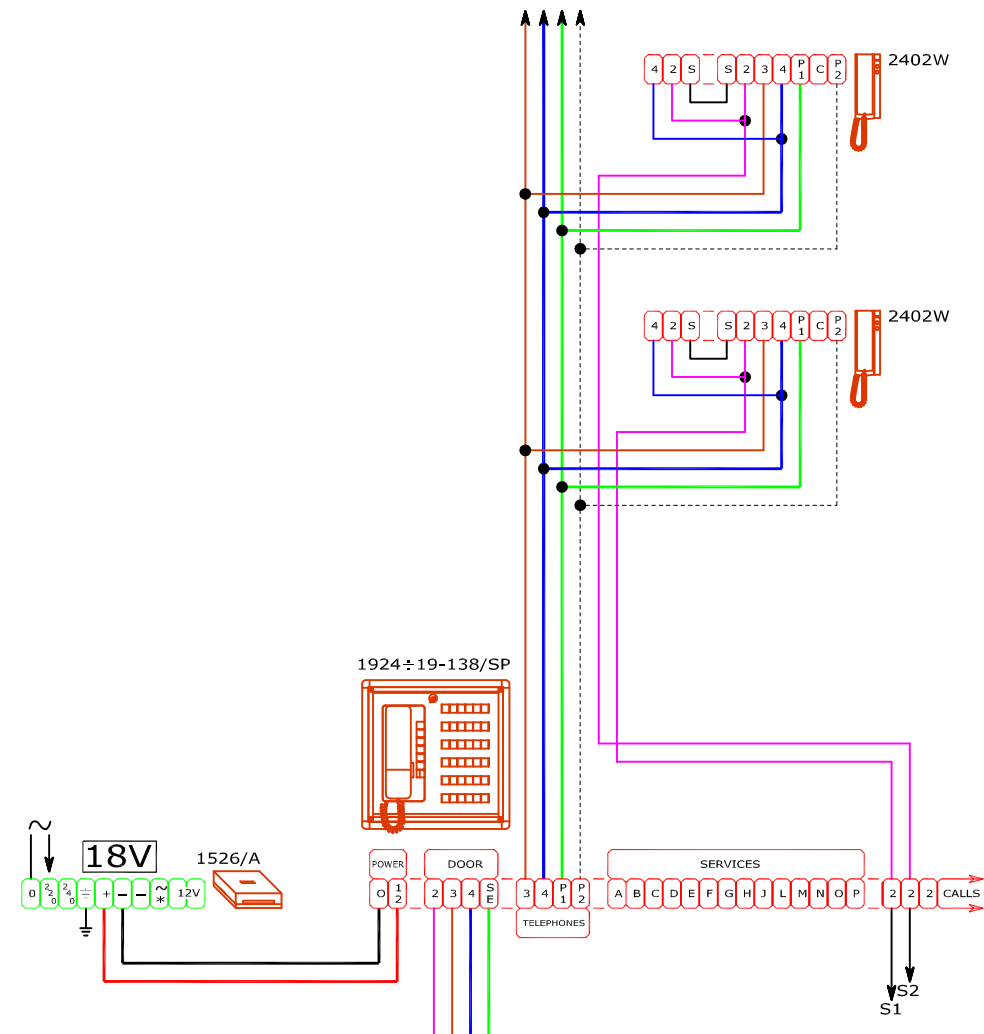 2402W
4 2 S S 2 3 4 P1 C P2
2402W
4 2 S S 2 3 4 P1 C P2
1924÷19-138/SP
18V
1526/A
POWER
DOOR
SERVICES
0 220 240 + − − ~* 12V
O 12
2 3 4 SE
3 4 P1 P2
A B C D E F G H J L M N O P
2 2 2 CALLS
TELEPHONES
S2
S1